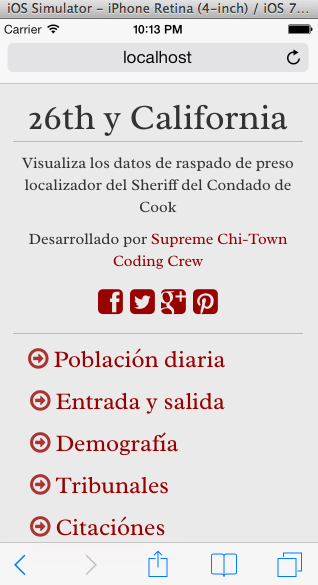 iOS Simulator - iPhone Retina (4-inch) / iOS 7...
Carrier 10:13 PM
localhost
26th y California
Visualiza los datos de raspado de preso
localizador del Sheriff del Condado de
Cook
Desarrollado por Supreme Chi-Town
Coding Crew
Población diaria
Entrada y salida
Demografía
Tribunales
Citaciónes